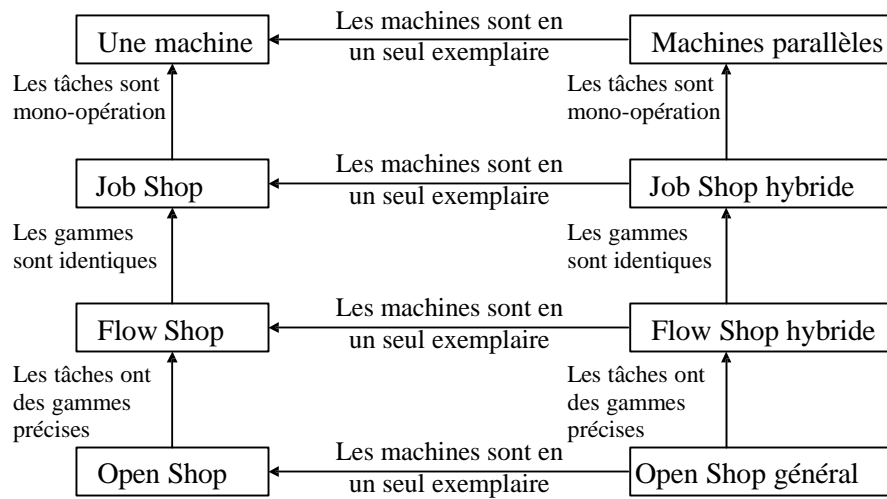 Une machine
Les machines sont en
un seul exemplaire
Machines parallèles
Les tâches sont
mono-opération
Les tâches sont
mono-opération
Job Shop
Les machines sont en
un seul exemplaire
Job Shop hybride
Les gammes
sont identiques
Les gammes
sont identiques
Flow Shop
Les machines sont en
un seul exemplaire
Flow Shop hybride
Les tâches ont
des gammes
précises
Les tâches ont
des gammes
précises
Open Shop
Les machines sont en
un seul exemplaire
Open Shop général